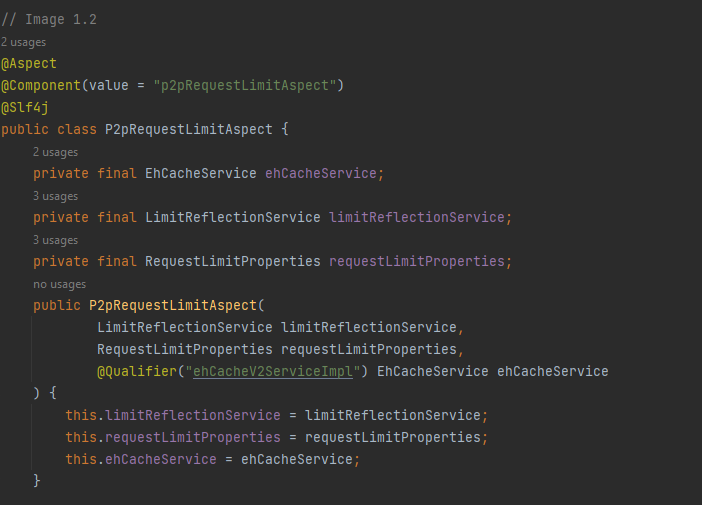 // Image 1.2
2 usages
@Aspect
@Component(value = "p2pRequestLimitAspect")
@Slf4j
public class P2pRequestLimitAspect {
2 usages
private final EhCacheService ehCacheService;
3 usages
private final LimitReflectionService limitReflectionService;
3 usages
private final RequestLimitProperties requestLimitProperties;
no usages
public P2pRequestLimitAspect(
LimitReflectionService limitReflectionService,
RequestLimitProperties requestLimitProperties,
@Qualifier("ehCacheV2ServiceImpl") EhCacheService ehCacheService
) {
this.limitReflectionService = limitReflectionService;
this.requestLimitProperties = requestLimitProperties;
this.ehCacheService = ehCacheService;
}